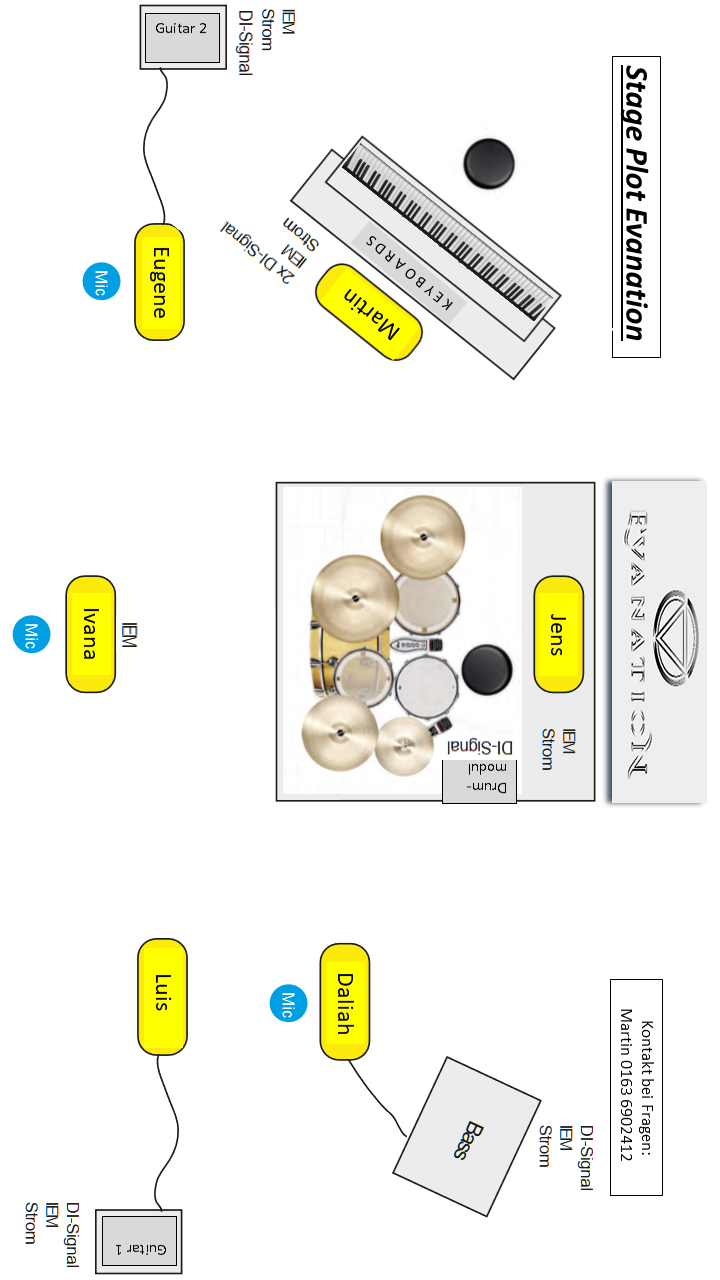 Stage Plot Evanation
EVANATION
Kontakt bei Fragen:
Martin 0163 6902412
Guitar 2
IEM
Strom
DI-Signal
Eugene
Mic
KEYBOARDS
Martin
Strom
IEM
2x DI-Signal
Jens
IEM
Strom
DI-Signal
Drum-
modul
Ivana
IEM
Mic
Daliah
Mic
Bass
DI-Signal
IEM
Strom
Luis
Guitar 1
DI-Signal
IEM
Strom